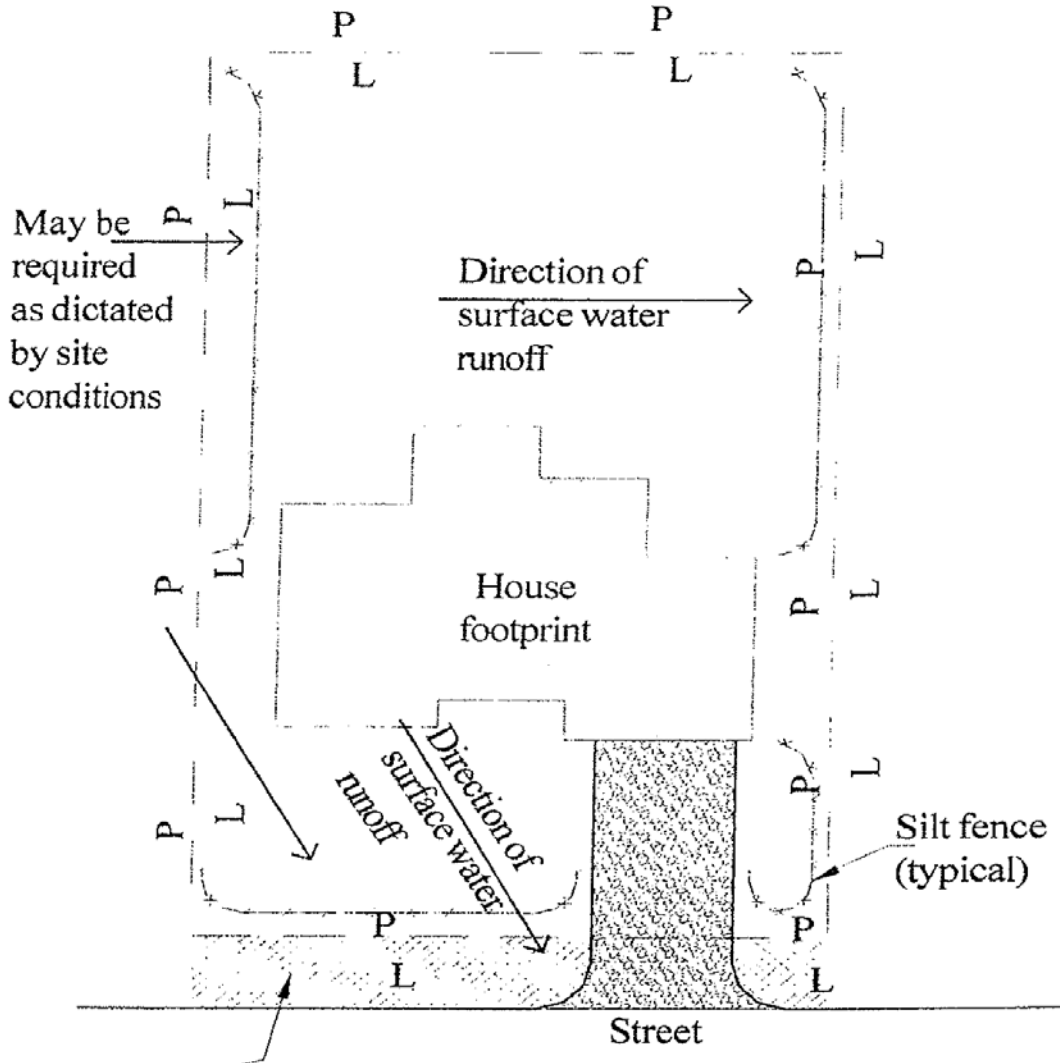 P
P
L
L
P
L
May be
required
as dictated
by site
conditions
Direction of
surface water
runoff
P
L
P
L
House
footprint
P
L
Direction of
surface water
runoff
P
L
P
L
Silt fence
(typical)
P
L
P
L
Street